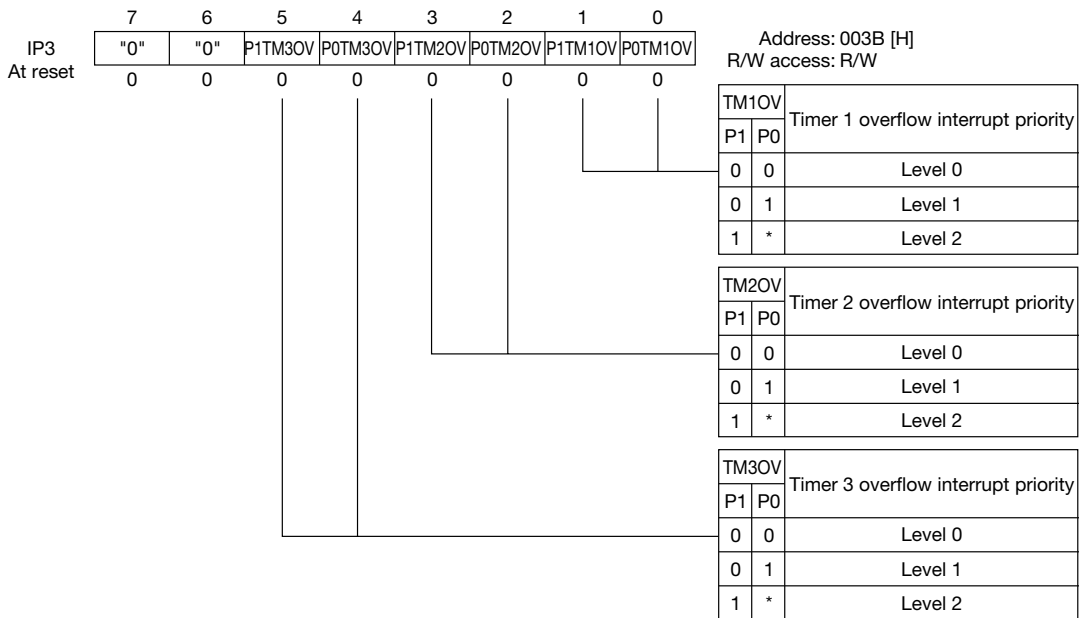 7 6 5 4 3 2 1 0
IP3 "0" "0" P1TM3OV P0TM3OV P1TM2OV P0TM2OV P1TM1OV P0TM1OV
At reset 0 0 0 0 0 0 0 0
Address: 003B [H]
R/W access: R/W
TM1OV Timer 1 overflow interrupt priority
P1 P0
0 0 Level 0
0 1 Level 1
1 * Level 2
TM2OV Timer 2 overflow interrupt priority
P1 P0
0 0 Level 0
0 1 Level 1
1 * Level 2
TM3OV Timer 3 overflow interrupt priority
P1 P0
0 0 Level 0
0 1 Level 1
1 * Level 2